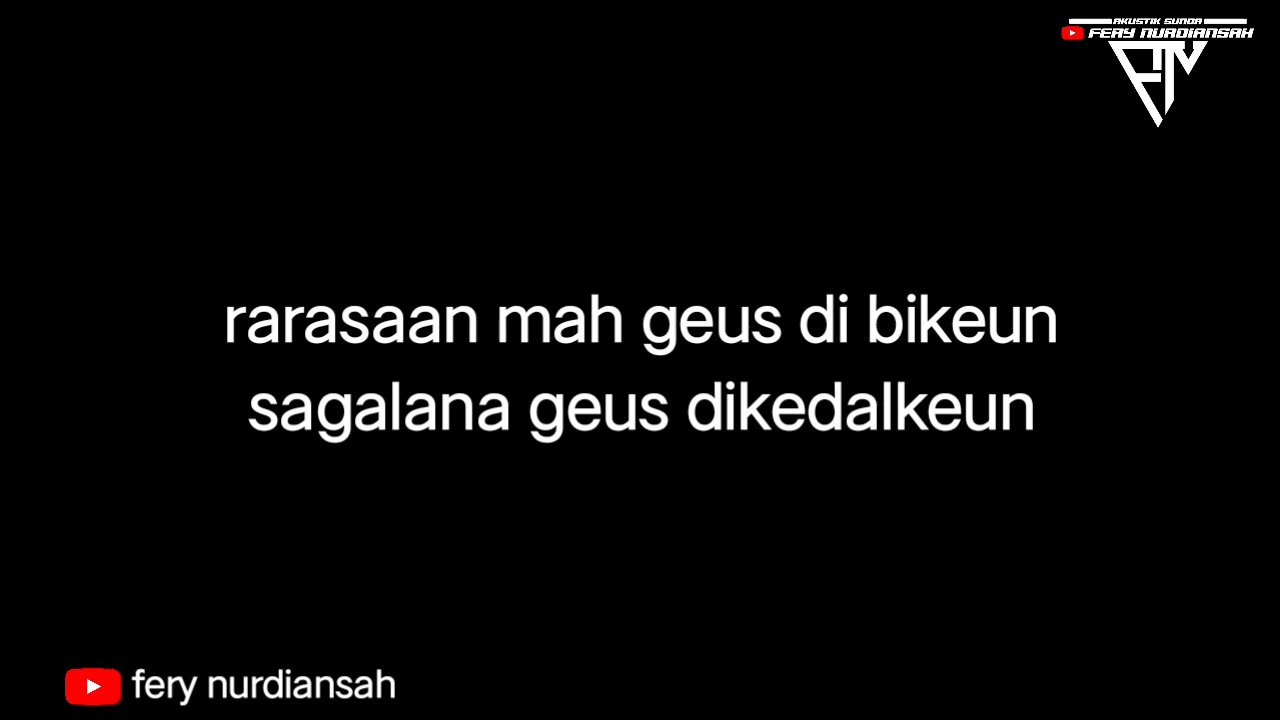 AKUSTIK SUNDA
FERY NURDIANSAH
rarasaan mah geus di bikeun
sagalana geus dikedalkeun
fery nurdiansah